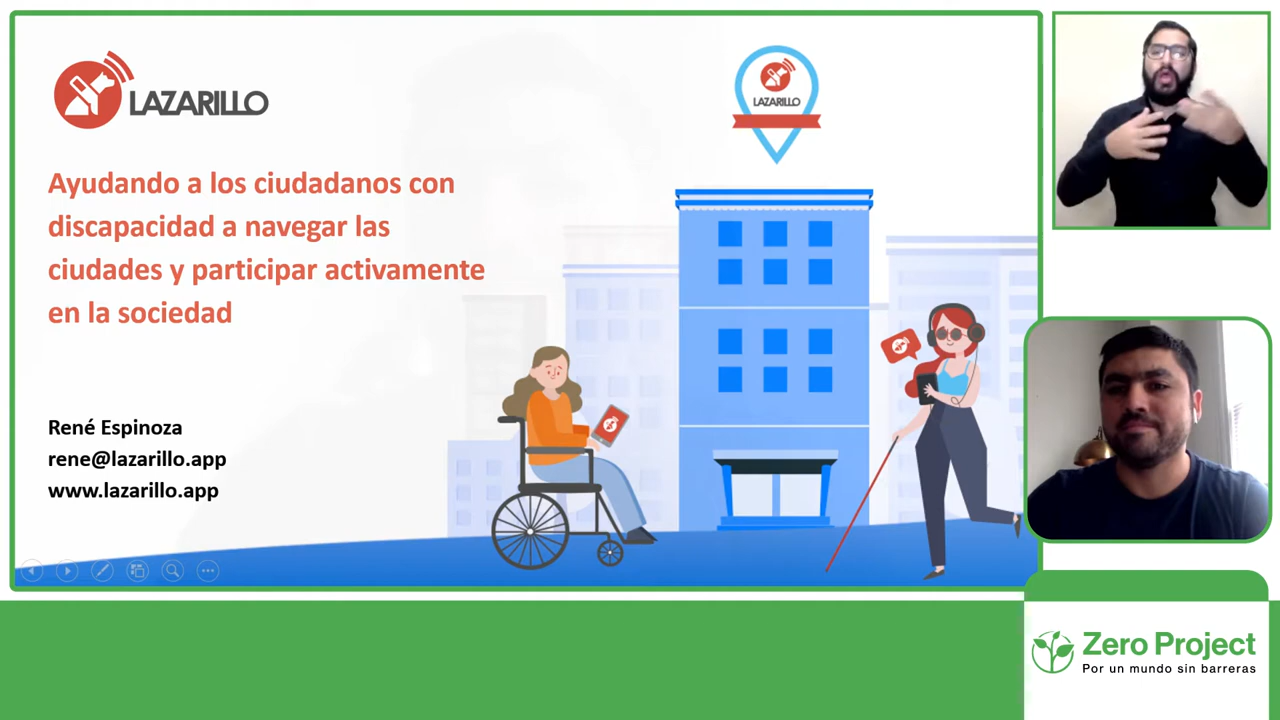 LAZARILLO
Ayudando a los ciudadanos con
discapacidad a navegar las
ciudades y participar activamente
en la sociedad
René Espinoza
rene@lazarillo.app
www.lazarillo.app
LAZARILLO
Zero Project
Por un mundo sin barreras